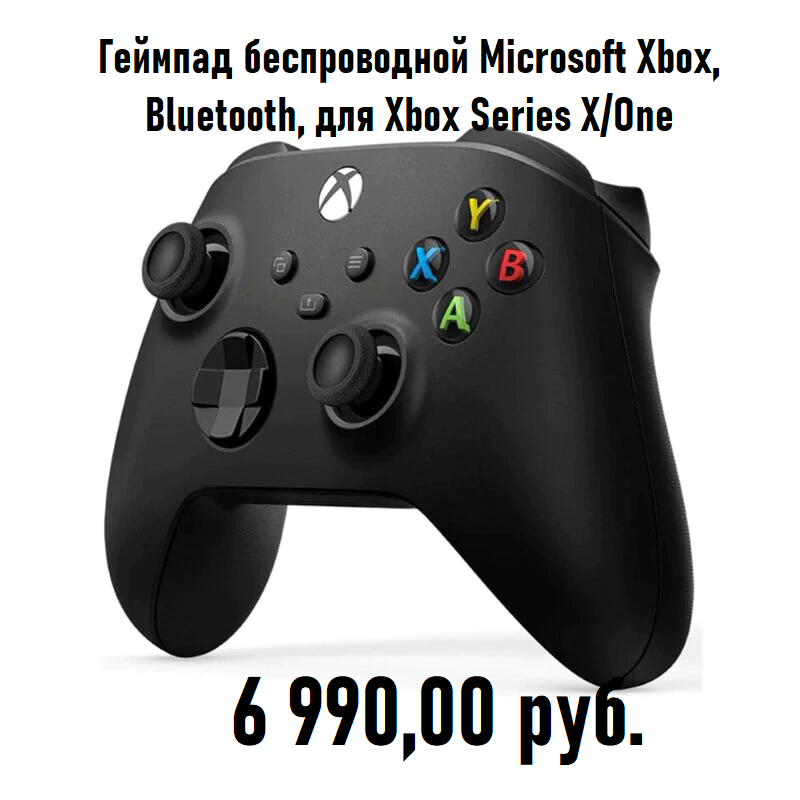 Геймпад беспроводной Microsoft Xbox,
Bluetooth, для Xbox Series X/One
Y
X B
A
6 990,00 руб.